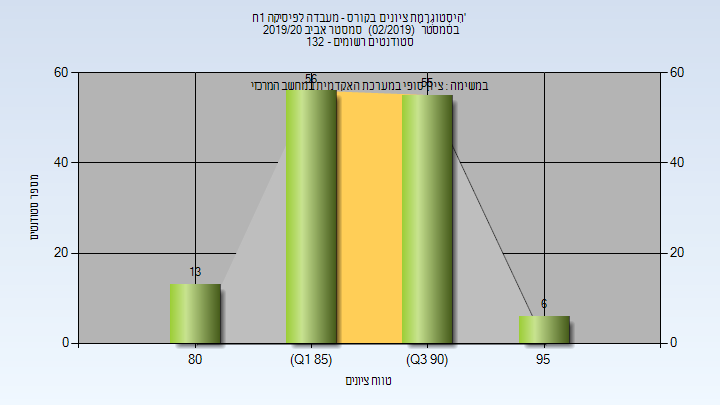 היסטוגרמת ציונים בקורס - מעבדה לפיסיקה 1ח'
בסמסטר (02/2019) סמסטר אביב 2019/20
סטודנטים רשומים - 132
במשימה : ציון סופי במערכת האקדמית במחשב המרכזי
60 60
56 55
40 40
מספר סטודנטים
20 20
13 6
0 0
80 (Q1 85) (Q3 90) 95
טווח ציונים